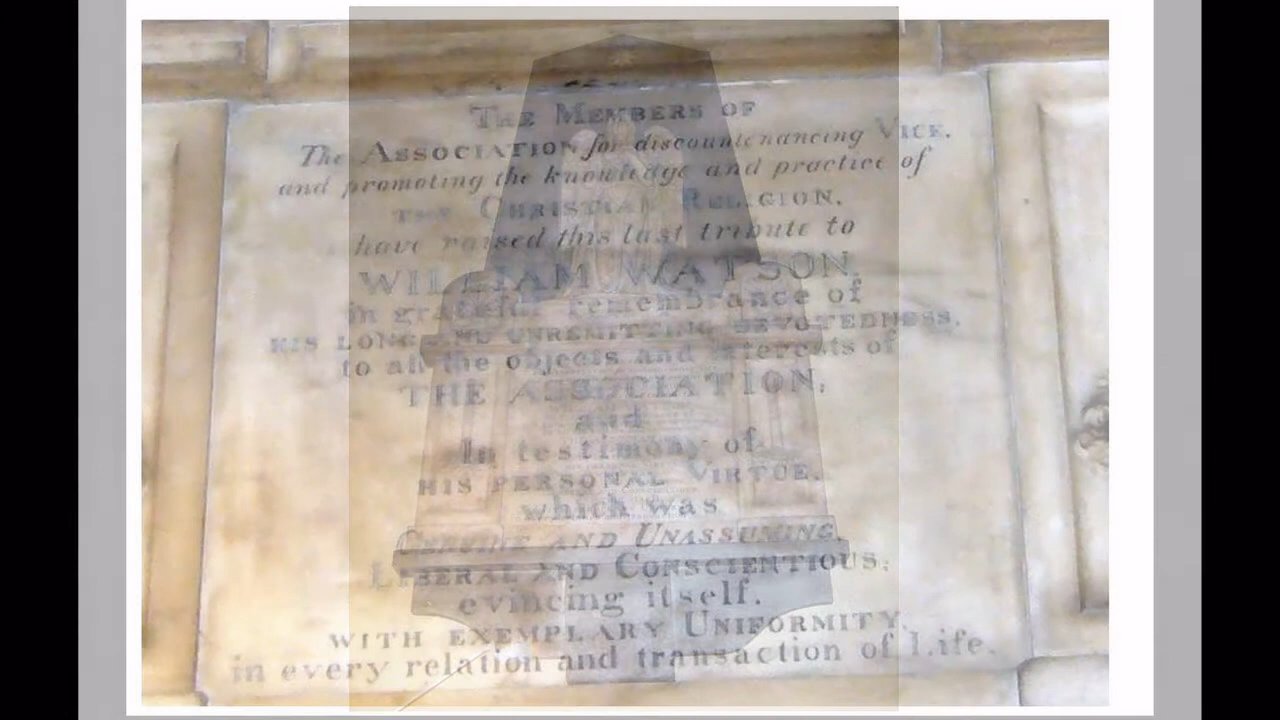 THE MEMBERS OF
The ASSOCIATION for discountenancing VICE.
and promoting the knowledge and practice of
THE CHRISTIAN RELIGION.
have raised this last tribute to
WILLIAM WATSON.
in grateful remembrance of
HIS LONG AND UNREMITTING DEVOTEDNESS.
to all the objects and interests of
THE ASSOCIATION;
and
In testimony of
HIS PERSONAL VIRTUE.
which was
GENUINE AND UNASSUMING.
LIBERAL AND CONSCIENTIOUS;
evincing itself.
WITH EXEMPLARY UNIFORMITY.
in every relation and transaction of Life.